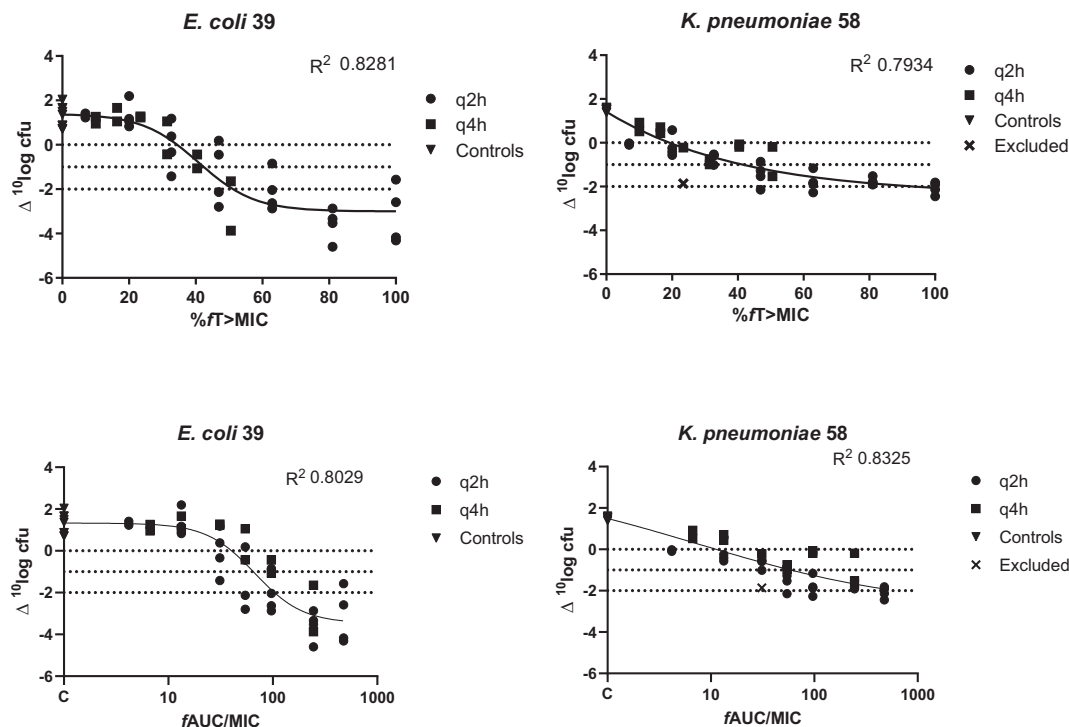 E. coli 39
R² 0.8281
4
2
0
-2
-4
-6
Δ ¹⁰log cfu
0 20 40 60 80 100
%fT>MIC
q2h
q4h
Controls
K. pneumoniae 58
R² 0.7934
4
2
0
-2
-4
-6
Δ ¹⁰log cfu
0 20 40 60 80 100
%fT>MIC
q2h
q4h
Controls
Excluded
E. coli 39
R² 0.8029
4
2
0
-2
-4
-6
Δ ¹⁰log cfu
C 10 100 1000
fAUC/MIC
q2h
q4h
Controls
K. pneumoniae 58
R² 0.8325
4
2
0
-2
-4
-6
Δ ¹⁰log cfu
C 10 100 1000
fAUC/MIC
q2h
q4h
Controls
Excluded